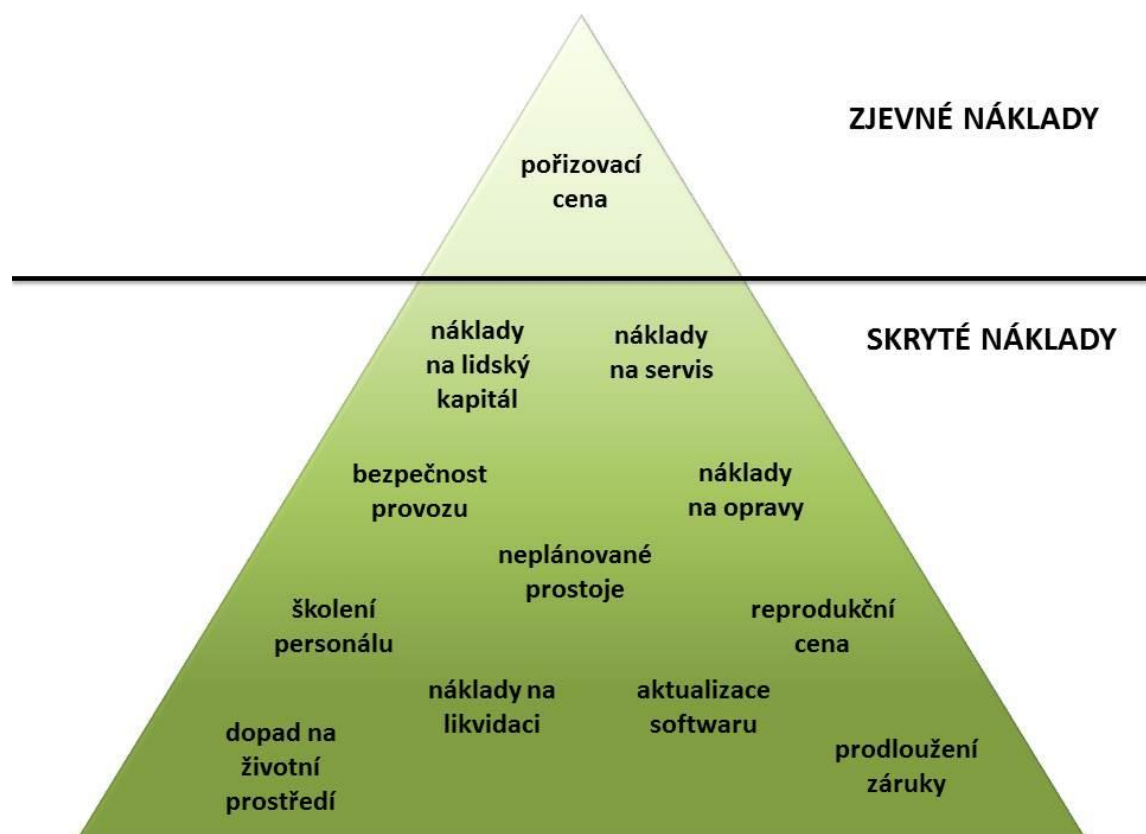 ZJEVNÉ NÁKLADY
pořizovací
cena
SKRYTÉ NÁKLADY
náklady
na lidský
kapitál
náklady
na servis
bezpečnost
provozu
náklady
na opravy
neplánované
prostoje
školení
personálu
reprodukční
cena
náklady na
likvidaci
aktualizace
softwaru
dopad na
životní
prostředí
prodloužení
záruky